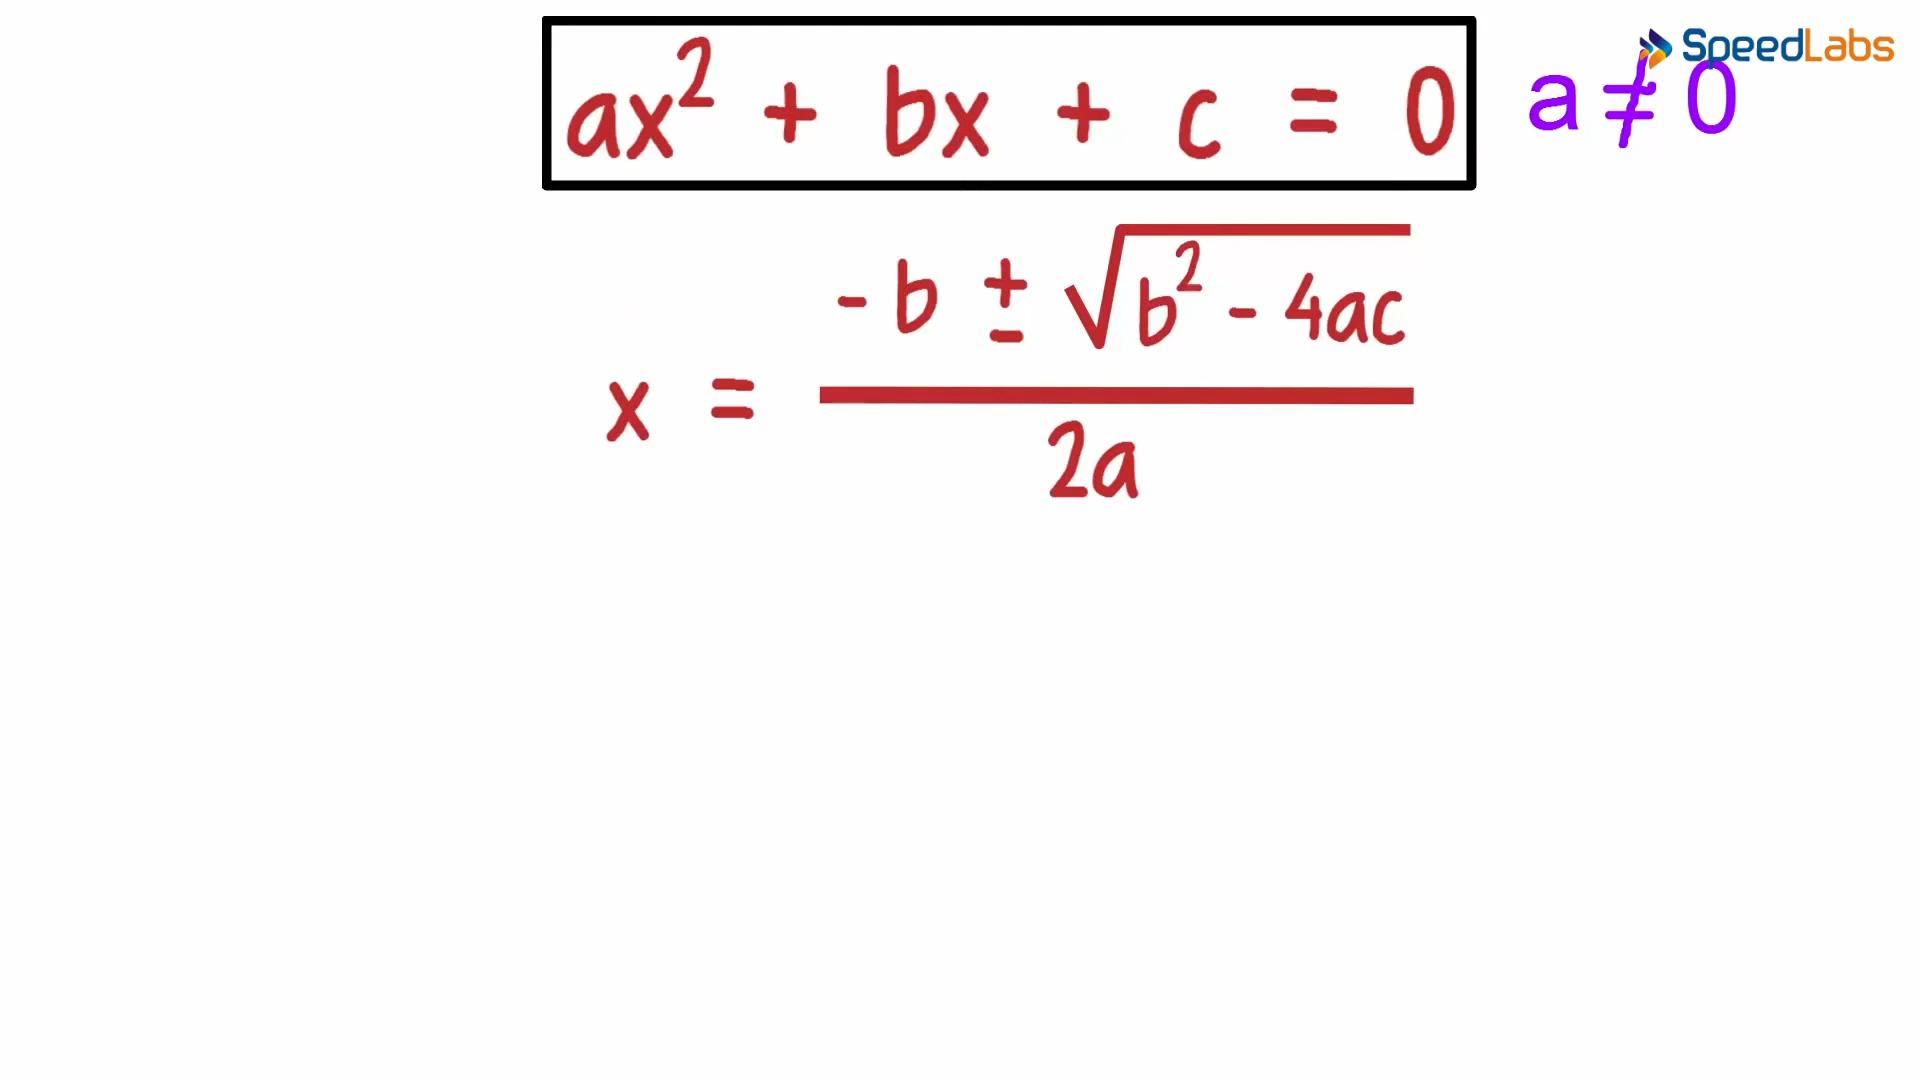 SpeedLabs
ax² + bx + c = 0 a ≠ 0
x = (-b ± √(b² - 4ac)) / 2a